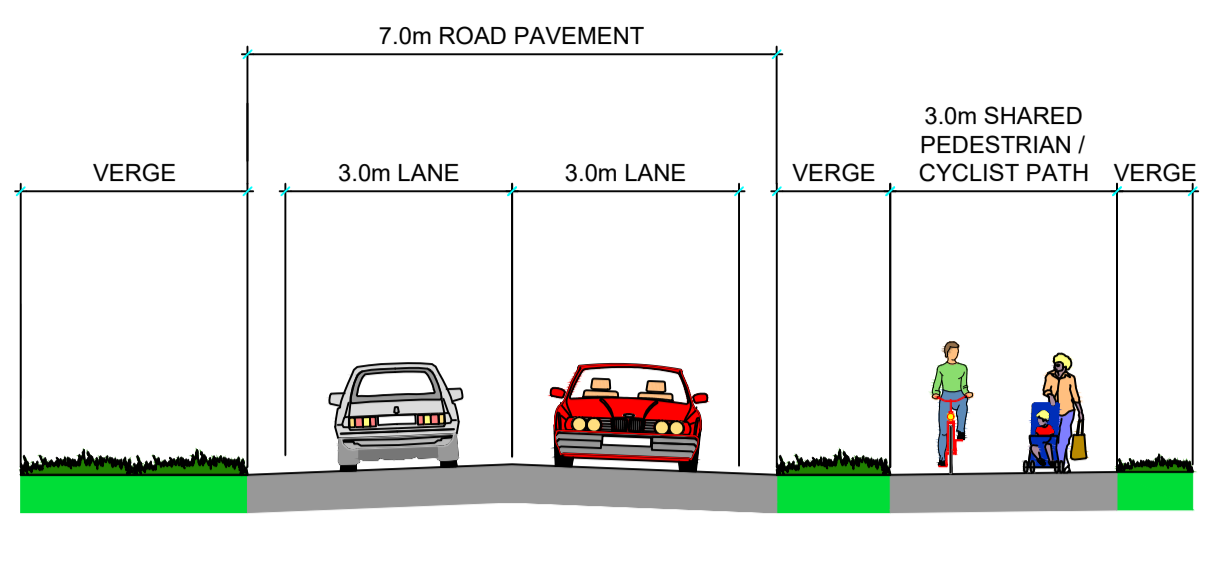 7.0m ROAD PAVEMENT
3.0m SHARED
PEDESTRIAN /
CYCLIST PATH
VERGE
3.0m LANE
3.0m LANE
VERGE
VERGE